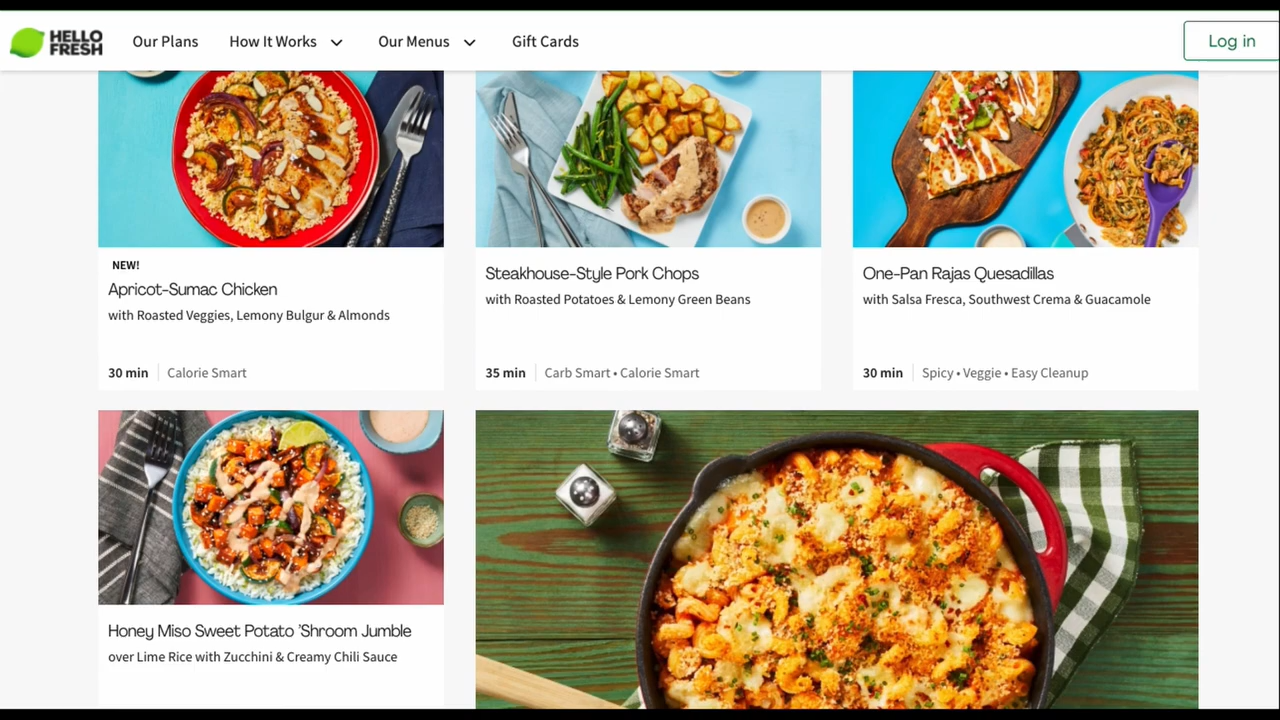 HELLO FRESH Our Plans How It Works Our Menus Gift Cards Log in
NEW!
Apricot-Sumac Chicken
with Roasted Veggies, Lemony Bulgur & Almonds
30 min Calorie Smart
Steakhouse-Style Pork Chops
with Roasted Potatoes & Lemony Green Beans
35 min Carb Smart • Calorie Smart
One-Pan Rajas Quesadillas
with Salsa Fresca, Southwest Crema & Guacamole
30 min Spicy • Veggie • Easy Cleanup
Honey Miso Sweet Potato 'Shroom Jumble
over Lime Rice with Zucchini & Creamy Chili Sauce